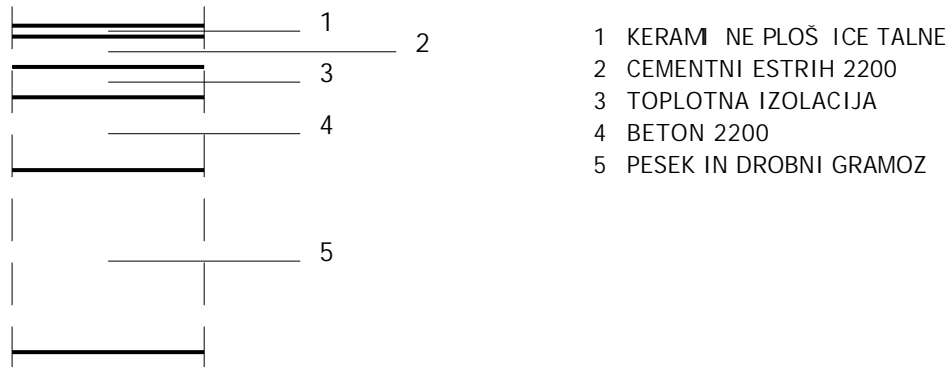 1
2
3
4
5
1 KERAMI NE PLOŠ ICE TALNE
2 CEMENTNI ESTRIH 2200
3 TOPLOTNA IZOLACIJA
4 BETON 2200
5 PESEK IN DROBNI GRAMOZ